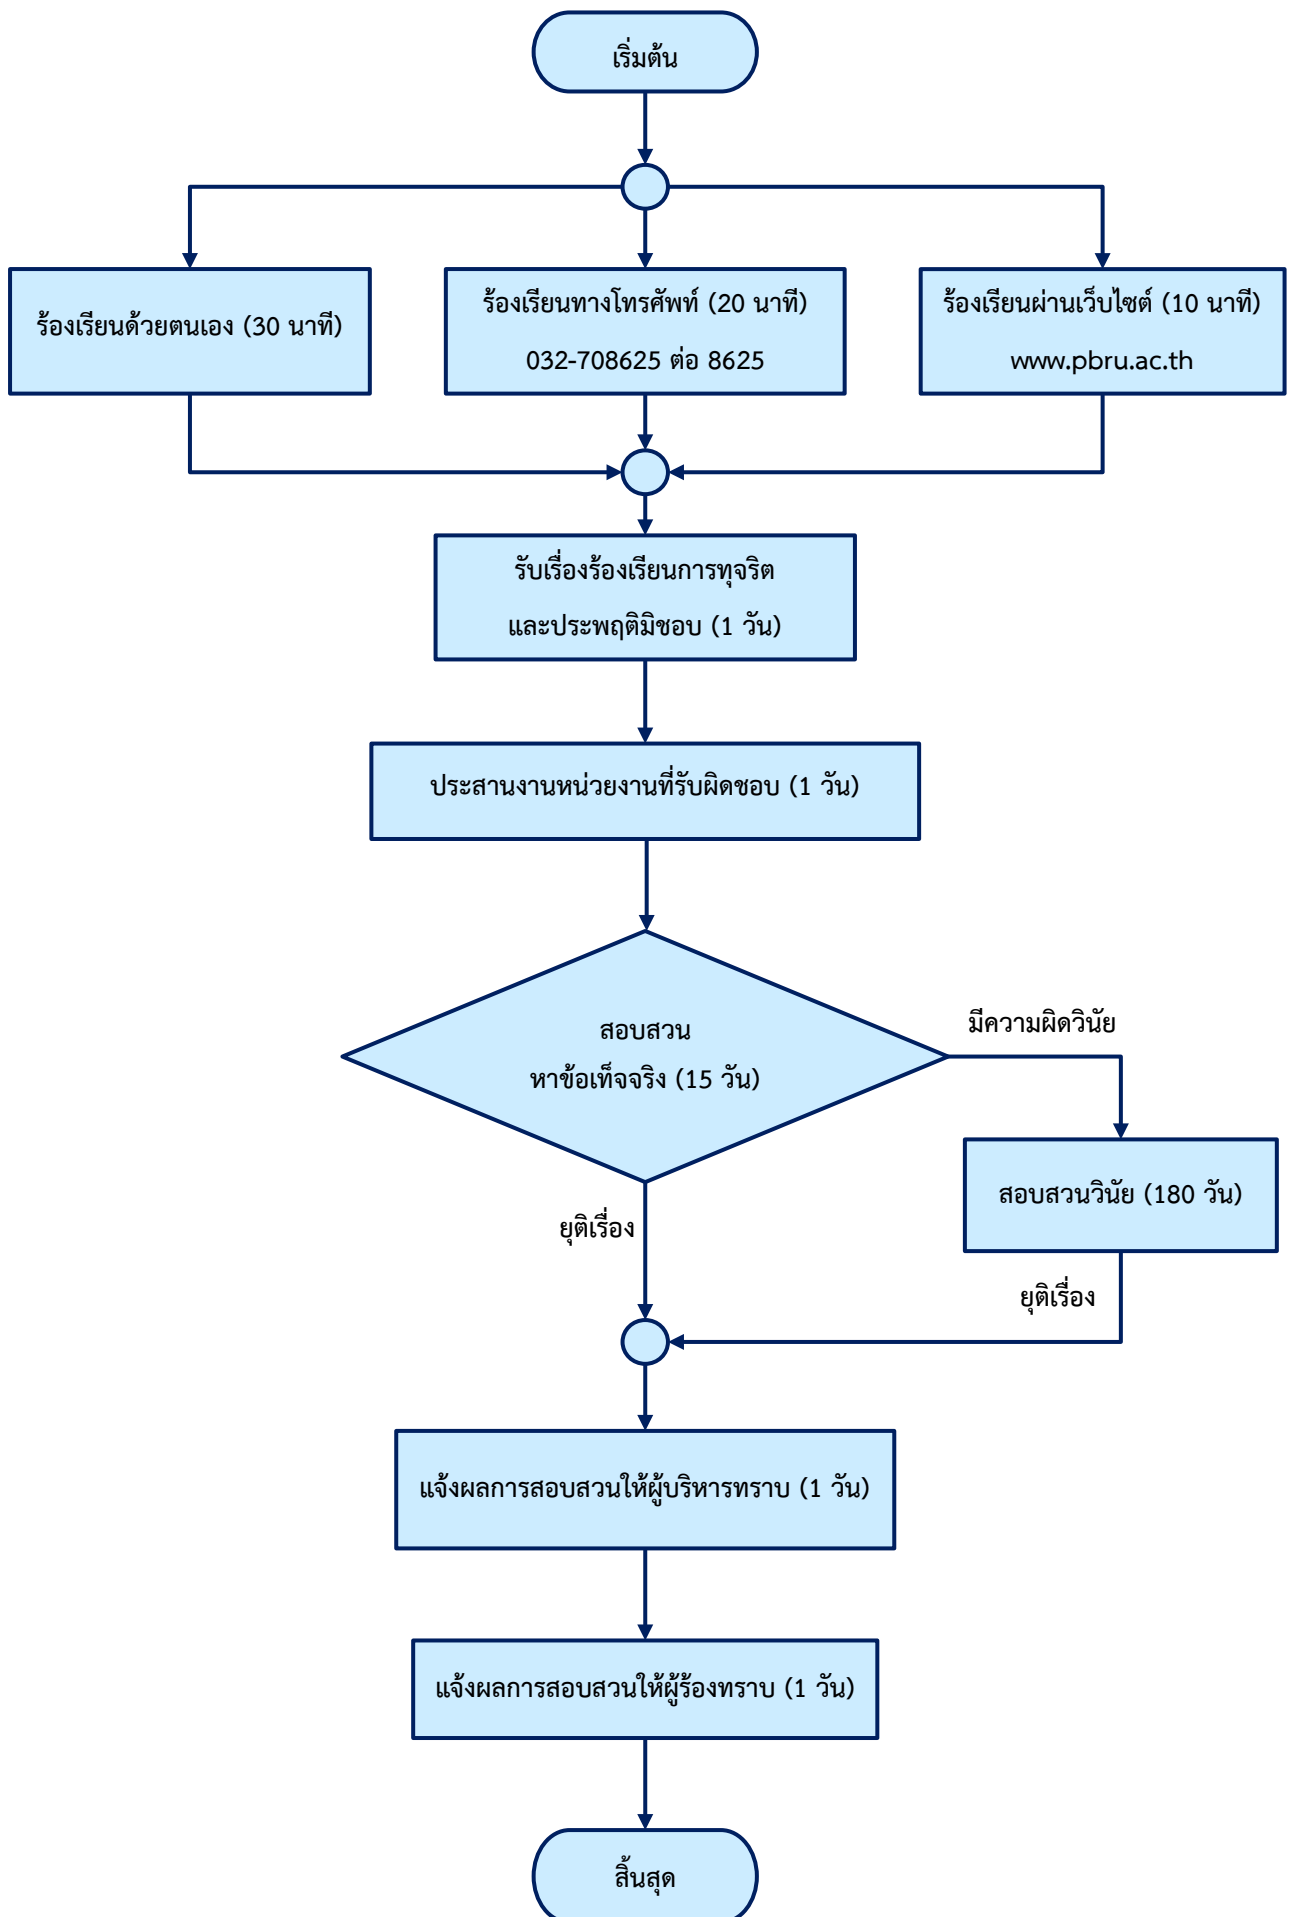 เริ่มต้น
ร้องเรียนด้วยตนเอง (30 นาที)
ร้องเรียนทางโทรศัพท์ (20 นาที)
032-708625 ต่อ 8625
ร้องเรียนผ่านเว็บไซต์ (10 นาที)
www.pbru.ac.th
รับเรื่องร้องเรียนการทุจริต
และประพฤติมิชอบ (1 วัน)
ประสานงานหน่วยงานที่รับผิดชอบ (1 วัน)
สอบสวน
หาข้อเท็จจริง (15 วัน)
มีความผิดวินัย
สอบสวนวินัย (180 วัน)
ยุติเรื่อง
ยุติเรื่อง
แจ้งผลการสอบสวนให้ผู้บริหารทราบ (1 วัน)
แจ้งผลการสอบสวนให้ผู้ร้องทราบ (1 วัน)
สิ้นสุด